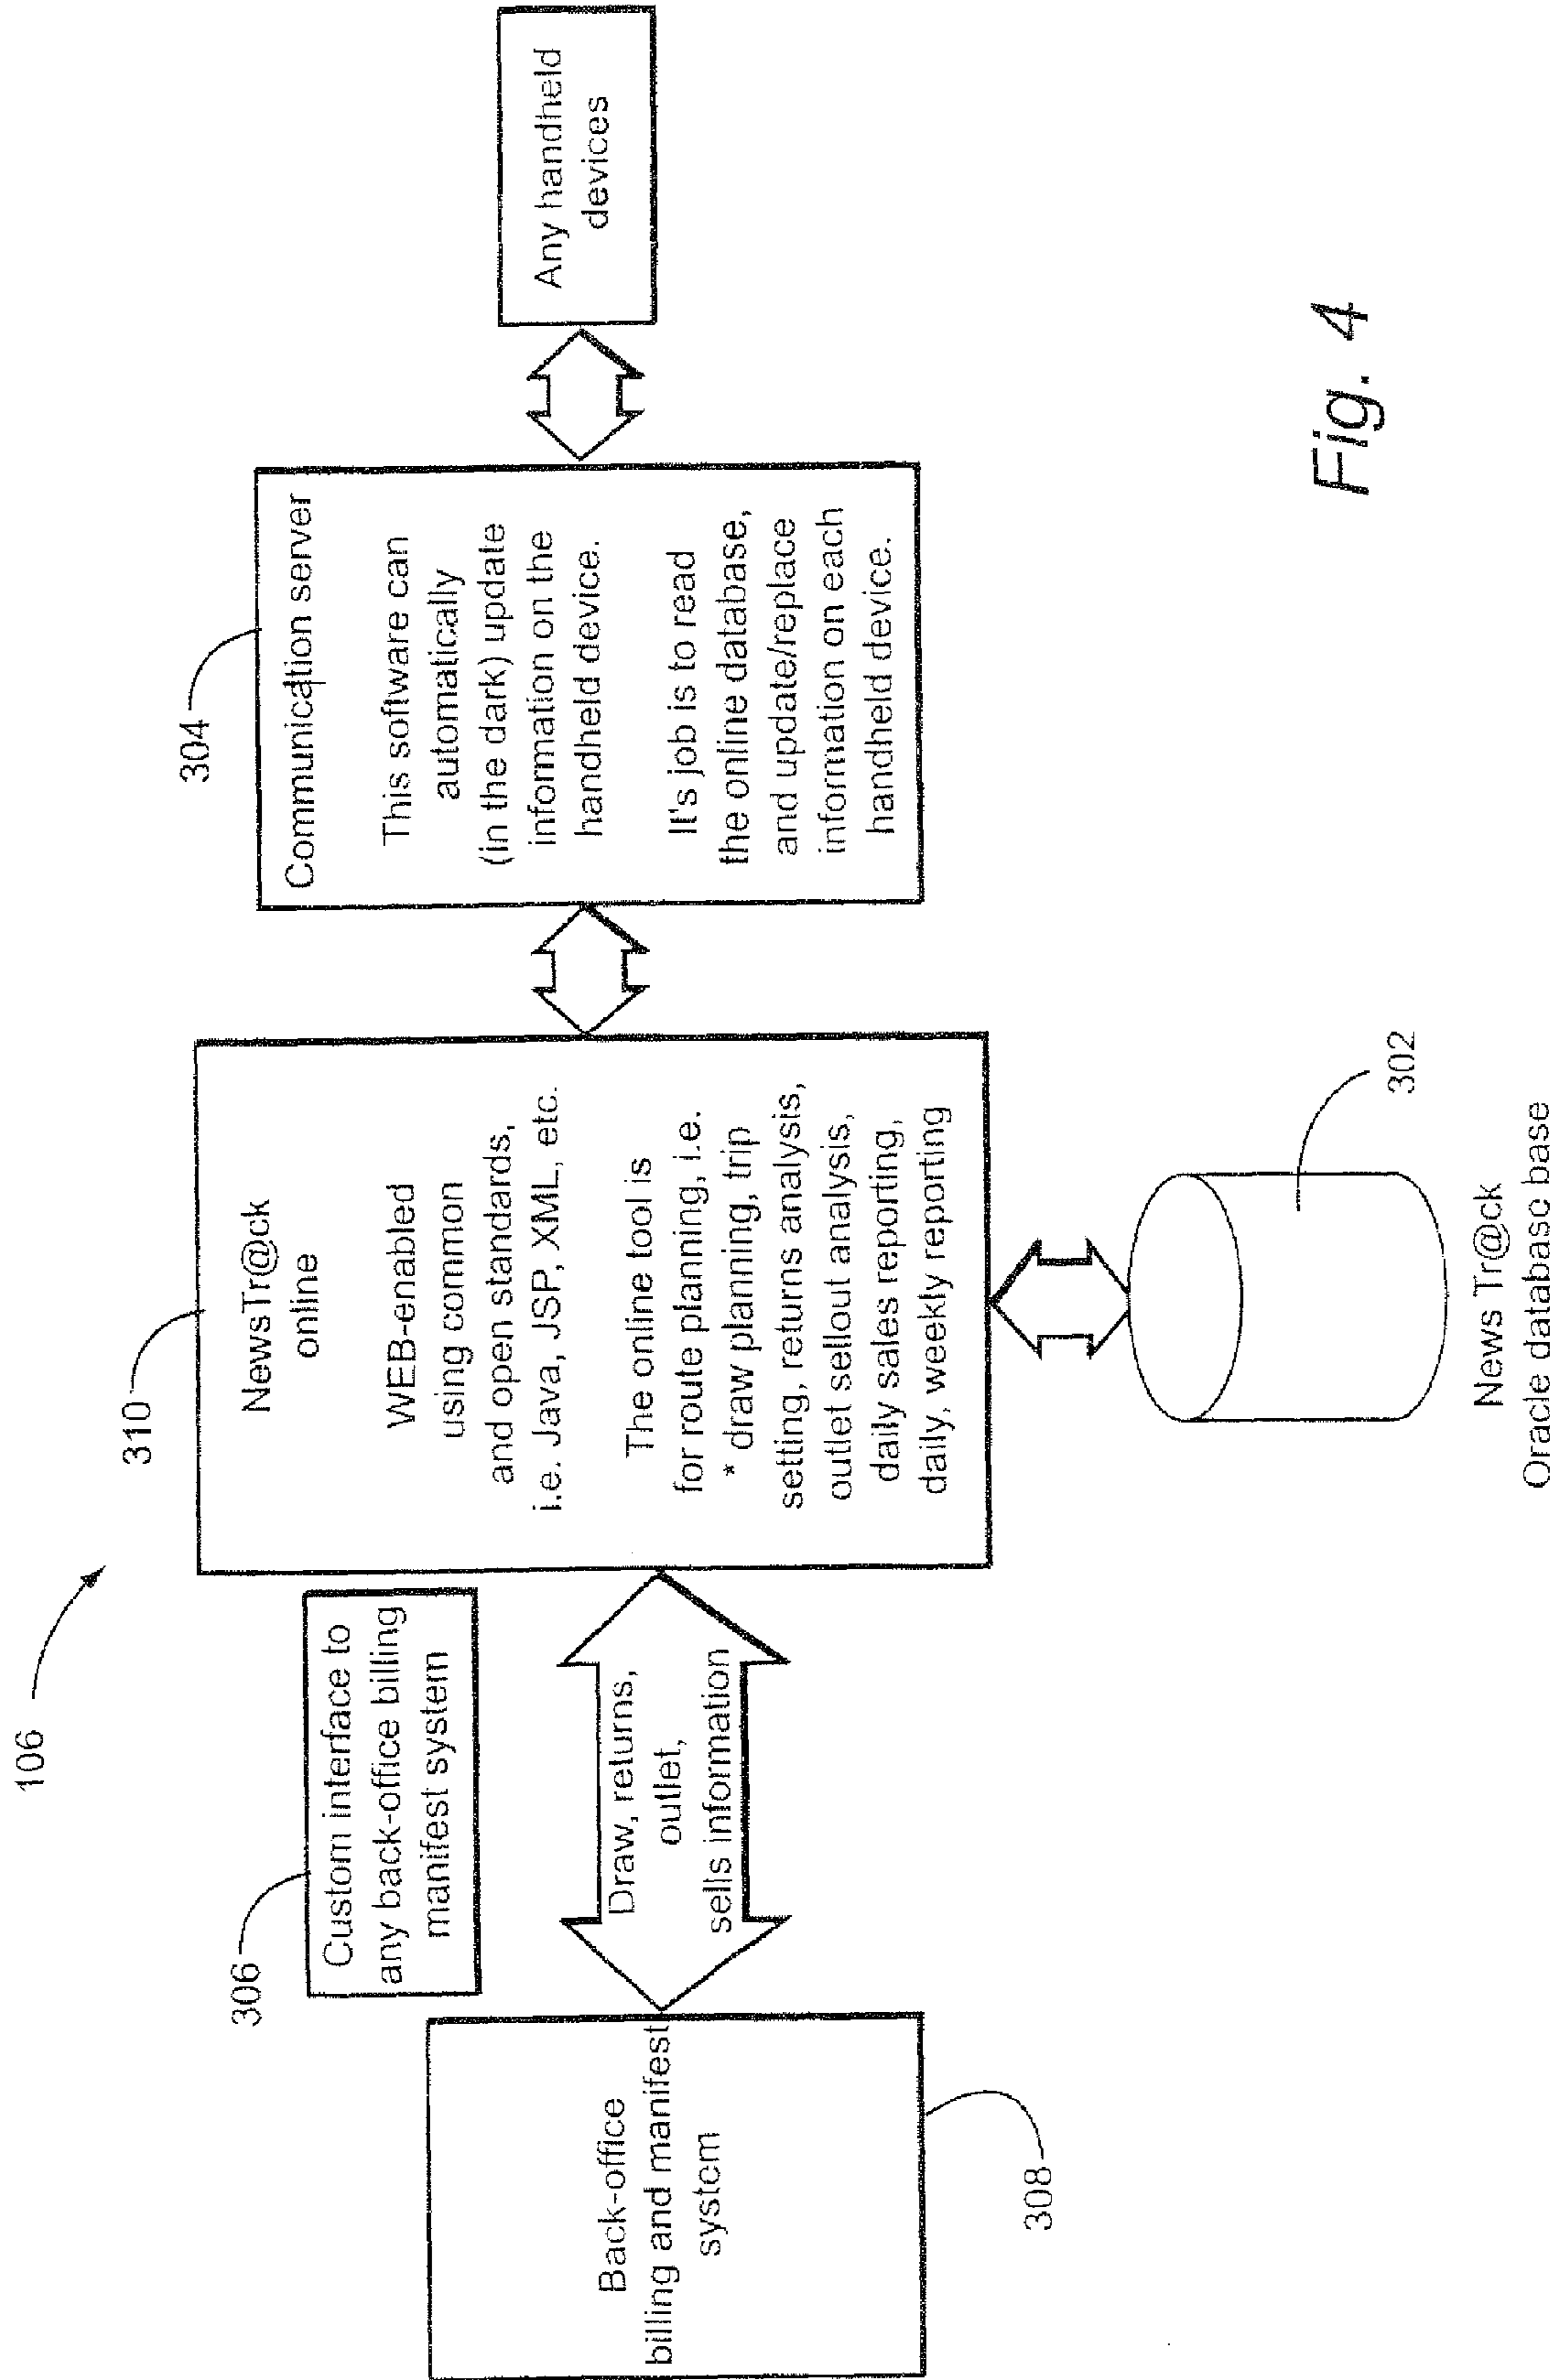 106
310
NewsTr@ck
online
WEB-enabled
using common
and open standards,
i.e. Java, JSP, XML, etc.
The online tool is
for route planning, i.e.
* draw planning, trip
setting, returns analysis,
outlet sellout analysis,
daily sales reporting,
daily, weekly reporting
306
Custom interface to
any back-office billing
manifest system
Draw, returns,
outlet,
sells information
Back-office
billing and manifest
system
308
304
Communication server
This software can
automatically
(in the dark) update
information on the
handheld device.
It's job is to read
the online database,
and update/replace
information on each
handheld device.
Any handheld
devices
302
News Tr@ck
Oracle database base
Fig. 4